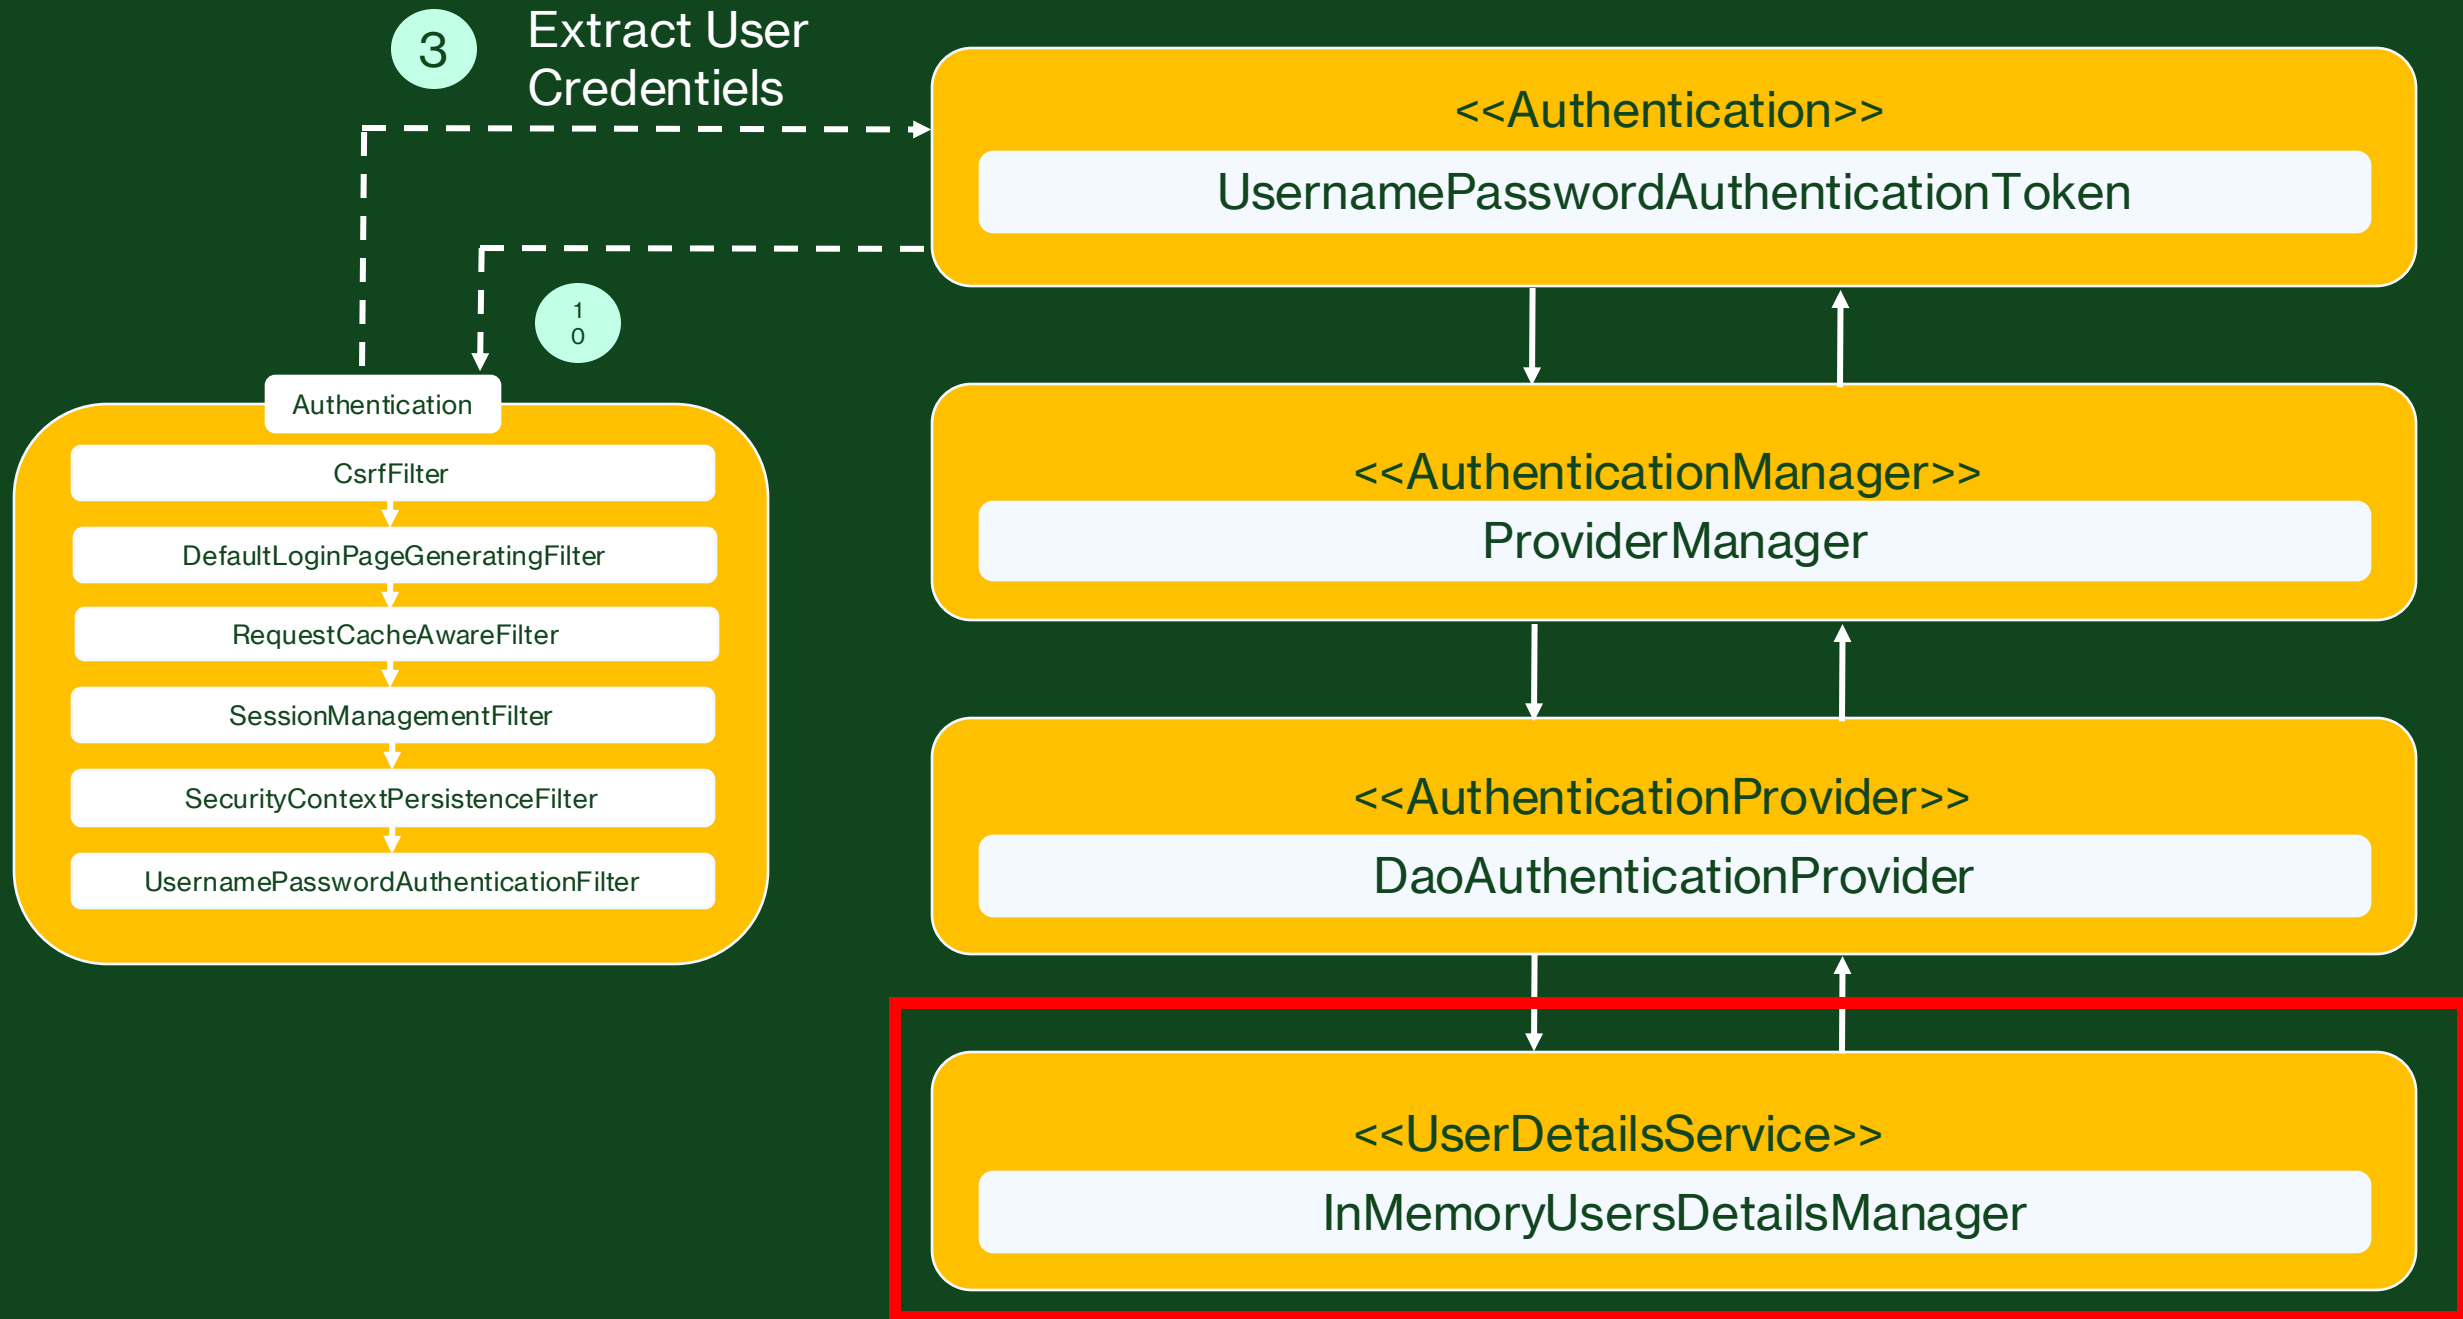 3
Extract User
Credentiels
<<Authentication>>
UsernamePasswordAuthenticationToken
1
0
Authentication
CsrfFilter
DefaultLoginPageGeneratingFilter
RequestCacheAwareFilter
SessionManagementFilter
SecurityContextPersistenceFilter
UsernamePasswordAuthenticationFilter
<<AuthenticationManager>>
ProviderManager
<<AuthenticationProvider>>
DaoAuthenticationProvider
<<UserDetailsService>>
InMemoryUsersDetailsManager